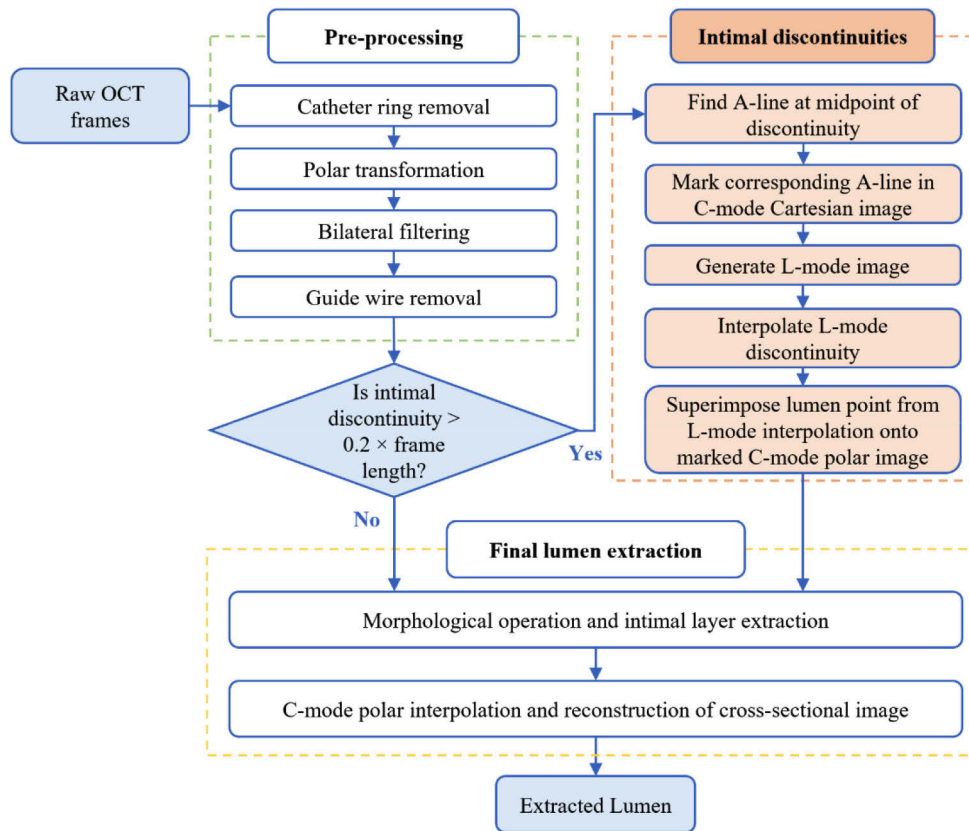 Pre-processing
Raw OCT
frames
Catheter ring removal
Polar transformation
Bilateral filtering
Guide wire removal
Is intimal
discontinuity >
0.2 × frame
length?
Yes
No
Intimal discontinuities
Find A-line at midpoint of
discontinuity
Mark corresponding A-line in
C-mode Cartesian image
Generate L-mode image
Interpolate L-mode
discontinuity
Superimpose lumen point from
L-mode interpolation onto
marked C-mode polar image
Final lumen extraction
Morphological operation and intimal layer extraction
C-mode polar interpolation and reconstruction of cross-sectional image
Extracted Lumen